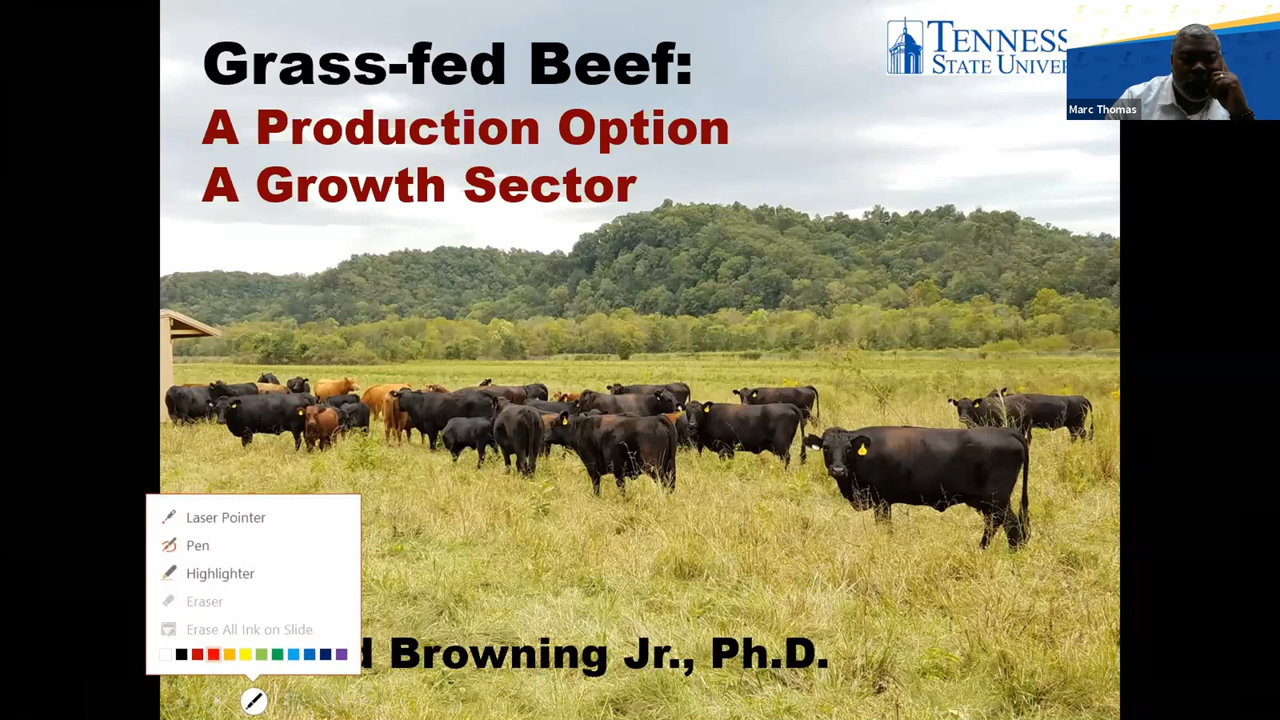 Grass-fed Beef:
A Production Option
A Growth Sector
TENNESS
STATE UNIVER
Marc Thomas
Laser Pointer
Pen
Highlighter
Eraser
Erase All Ink on Slide
d Browning Jr., Ph.D.